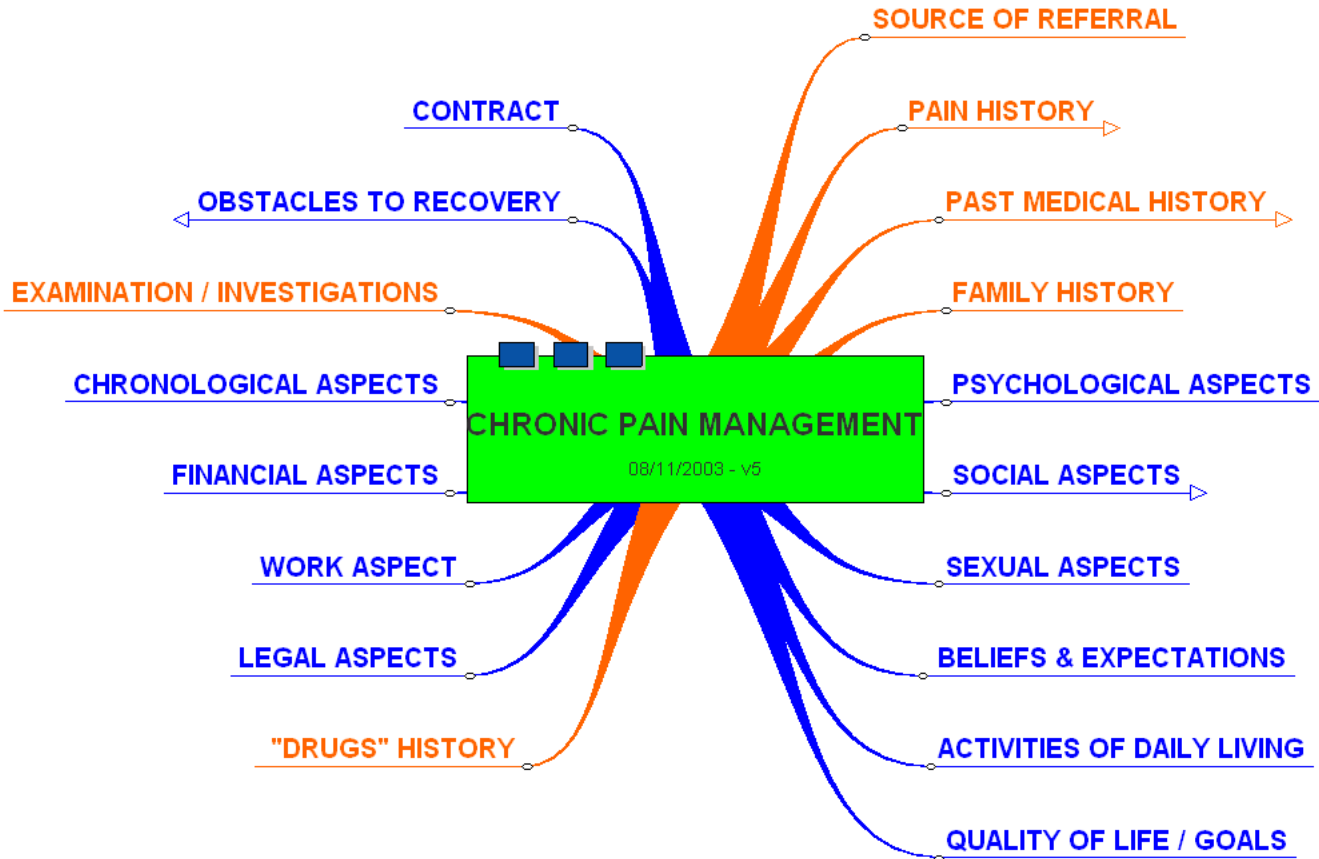 SOURCE OF REFERRAL
CONTRACT
PAIN HISTORY
OBSTACLES TO RECOVERY
PAST MEDICAL HISTORY
EXAMINATION / INVESTIGATIONS
FAMILY HISTORY
CHRONOLOGICAL ASPECTS
PSYCHOLOGICAL ASPECTS
CHRONIC PAIN MANAGEMENT
08/11/2003 - v5
FINANCIAL ASPECTS
SOCIAL ASPECTS
WORK ASPECT
SEXUAL ASPECTS
LEGAL ASPECTS
BELIEFS & EXPECTATIONS
"DRUGS" HISTORY
ACTIVITIES OF DAILY LIVING
QUALITY OF LIFE / GOALS